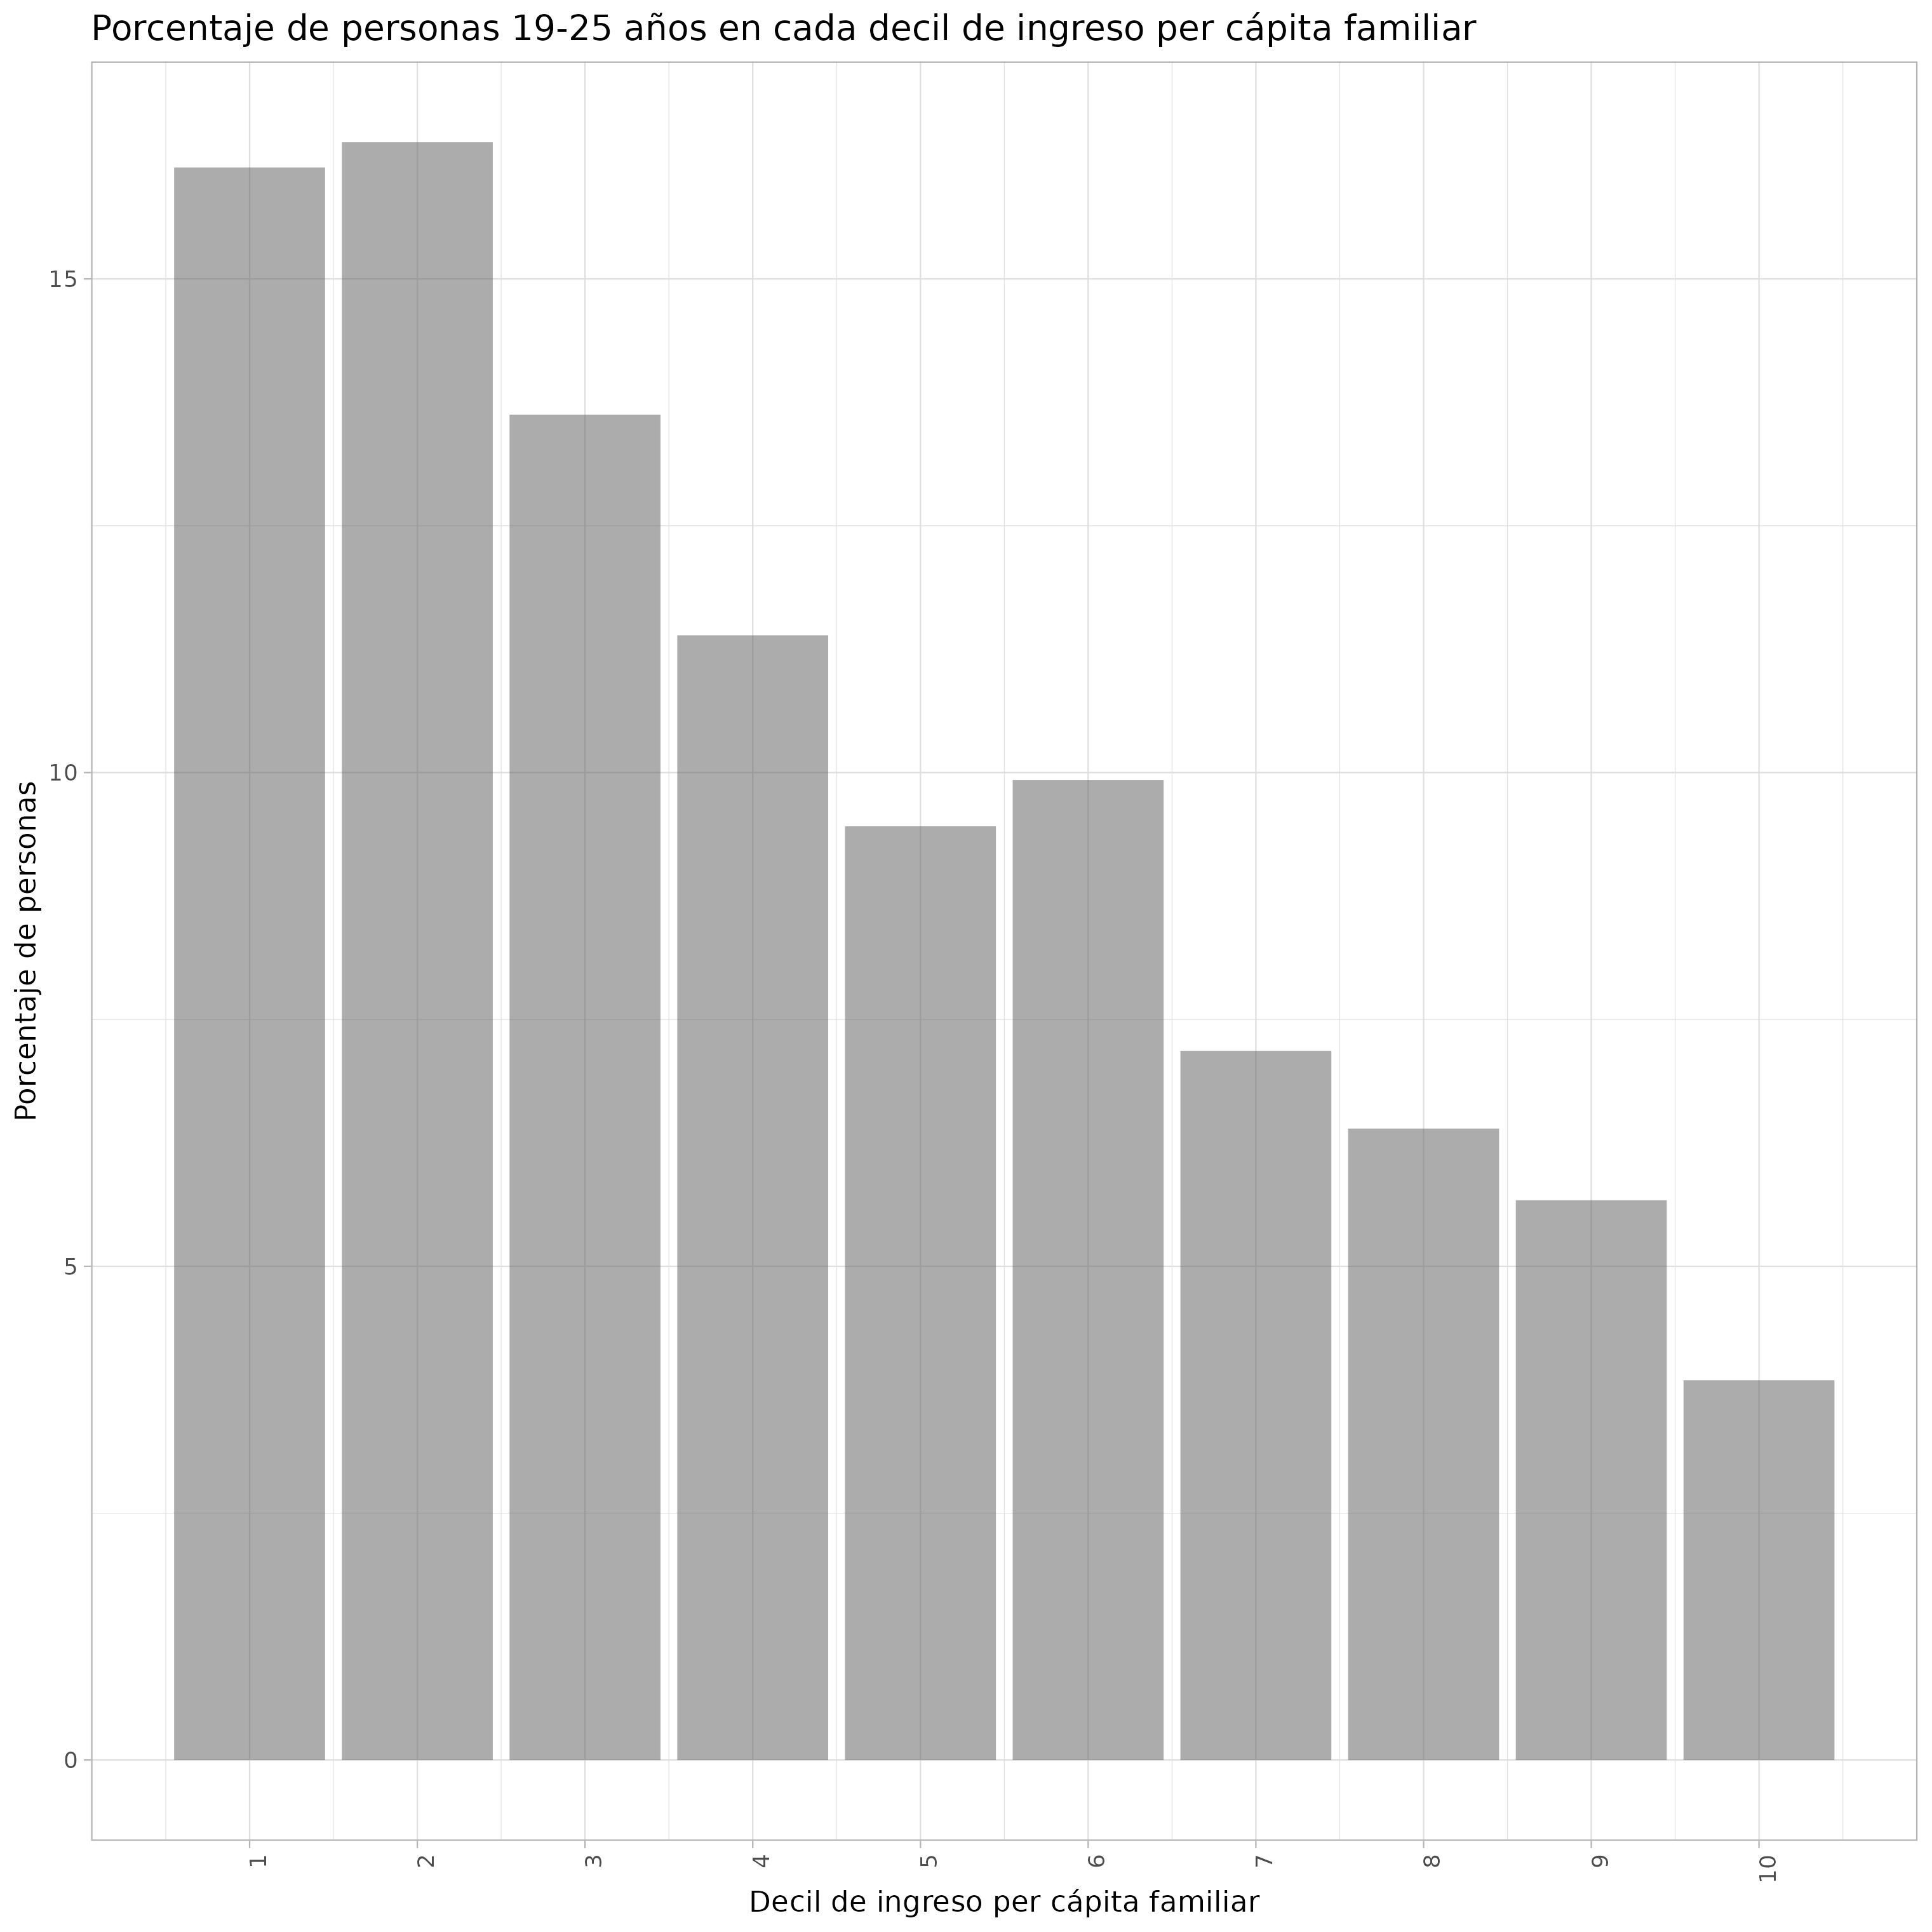 Porcentaje de personas 19-25 años en cada decil de ingreso per cápita familiar
Porcentaje de personas
15
10
5
0
1 2 3 4 5 6 7 8 9 10
Decil de ingreso per cápita familiar